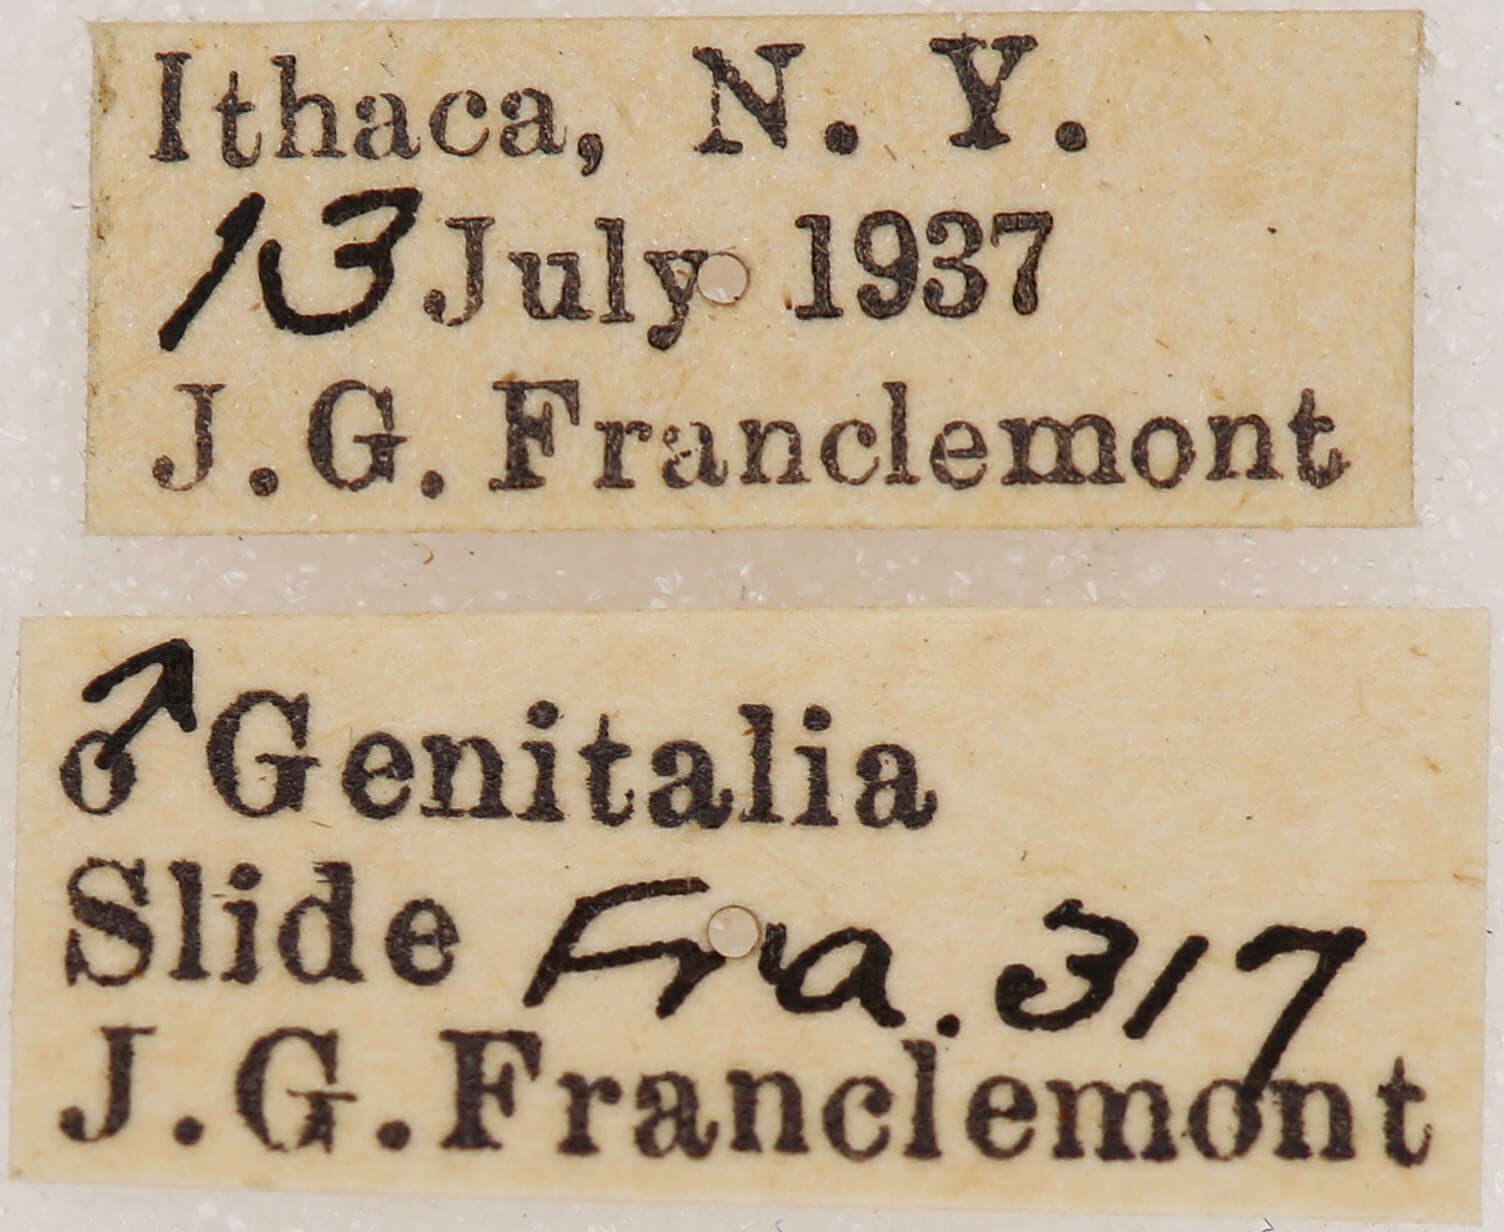 Ithaca, N. Y.
13 July 1937
J. G. Franclemont
♂ Genitalia
Slide Fra. 317
J. G. Franclemont